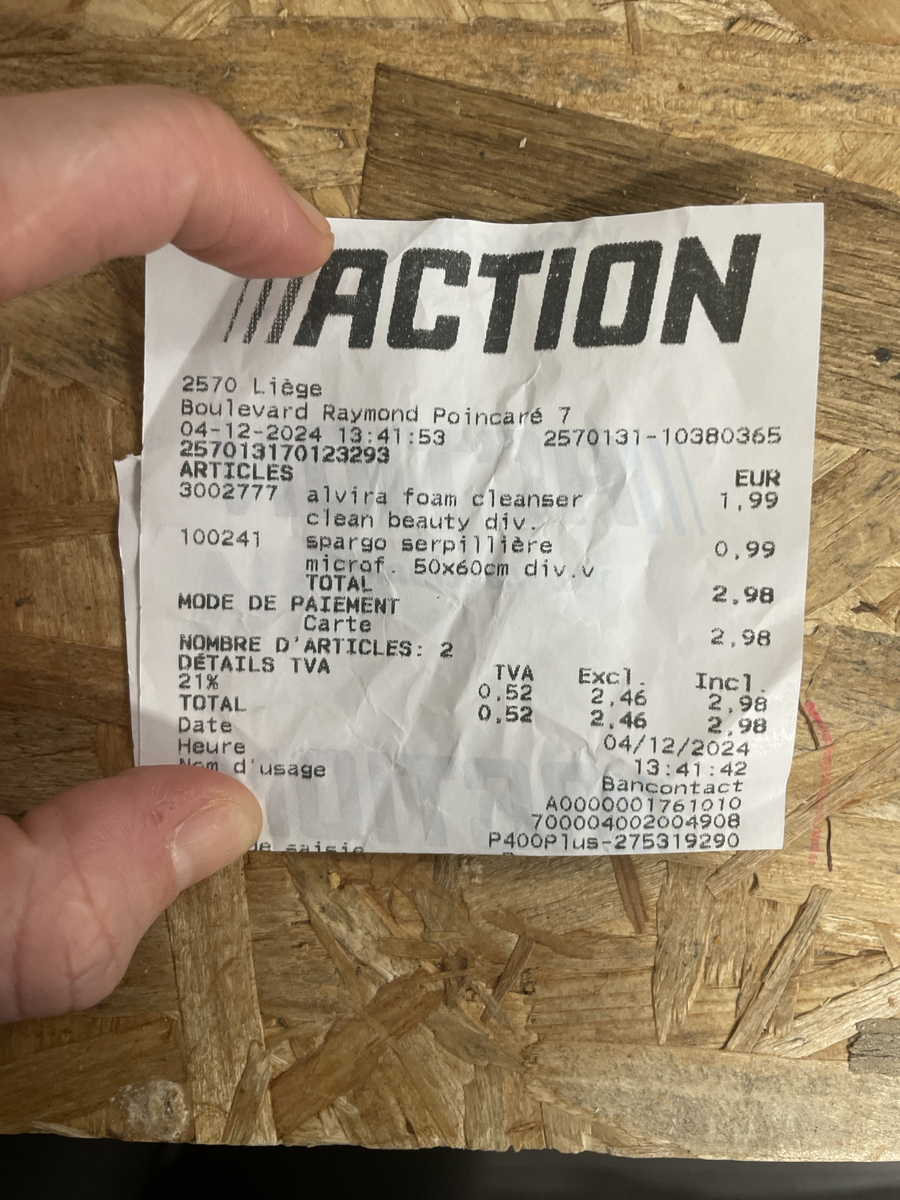 ACTION
2570 Liège
Boulevard Raymond Poincaré 7
04-12-2024 13:41:53 2570131-10380365
257013170123293
ARTICLES EUR
3002777 alvira foam cleanser 1,99
clean beauty div.
100241 spargo serpillière 0,99
microf. 50x60cm div.v
TOTAL 2,98
MODE DE PAIEMENT
Carte 2,98
NOMBRE D'ARTICLES: 2
DÉTAILS TVA TVA Excl. Incl.
21% 0,52 2,46 2,98
TOTAL 0,52 2,46 2,98
Date 04/12/2024
Heure 13:41:42
Nom d'usage Bancontact
A0000001761010
700004002004908
P400Plus-275319290
de saisie